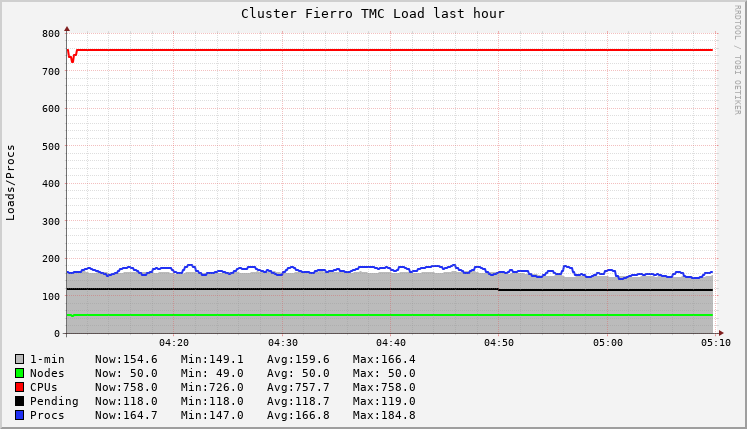 Cluster Fierro TMC Load last hour
RRDTOOL / TOBI OETIKER
Loads/Procs
800
700
600
500
400
300
200
100
0
04:20 04:30 04:40 04:50 05:00 05:10
1-min Now:154.6 Min:149.1 Avg:159.6 Max:166.4
Nodes Now: 50.0 Min: 49.0 Avg: 50.0 Max: 50.0
CPUs Now:758.0 Min:726.0 Avg:757.7 Max:758.0
Pending Now:118.0 Min:118.0 Avg:118.7 Max:119.0
Procs Now:164.7 Min:147.0 Avg:166.8 Max:184.8